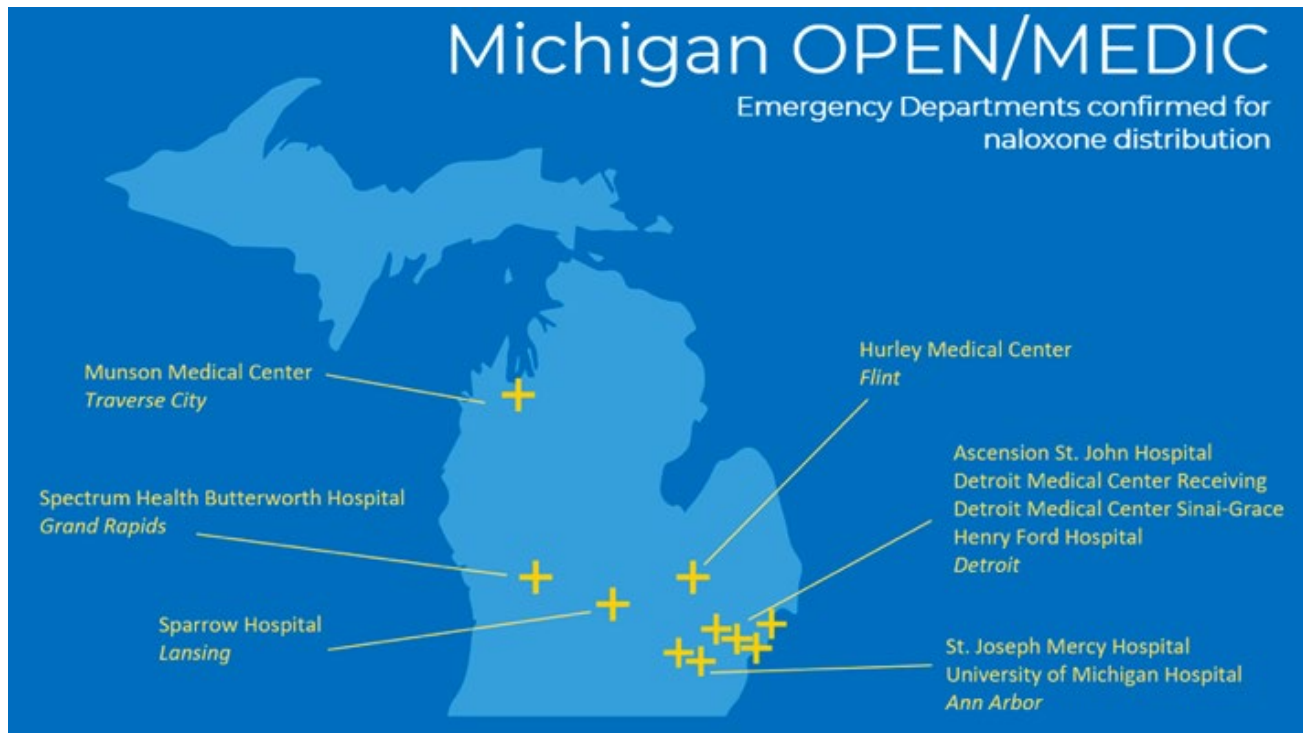 Michigan OPEN/MEDIC
Emergency Departments confirmed for
naloxone distribution
Munson Medical Center
Traverse City
Spectrum Health Butterworth Hospital
Grand Rapids
Sparrow Hospital
Lansing
Hurley Medical Center
Flint
Ascension St. John Hospital
Detroit Medical Center Receiving
Detroit Medical Center Sinai-Grace
Henry Ford Hospital
Detroit
St. Joseph Mercy Hospital
University of Michigan Hospital
Ann Arbor